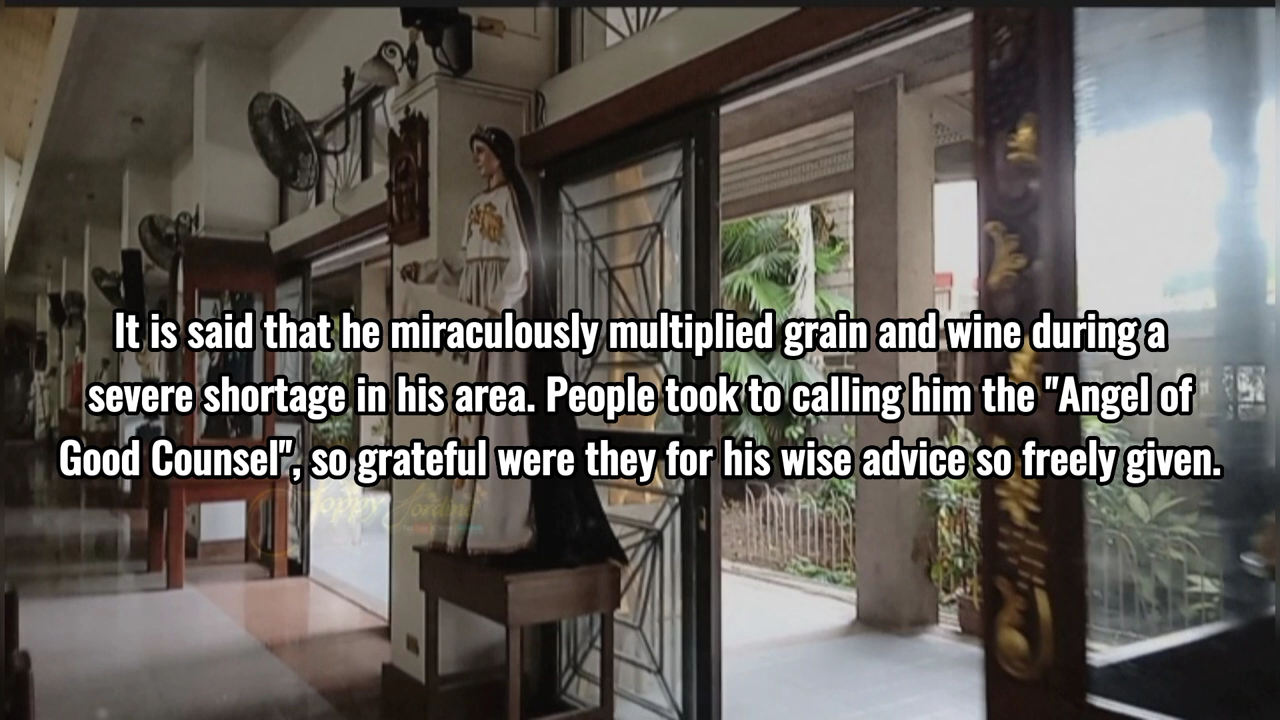 It is said that he miraculously multiplied grain and wine during a
severe shortage in his area. People took to calling him the "Angel of
Good Counsel", so grateful were they for his wise advice so freely given.